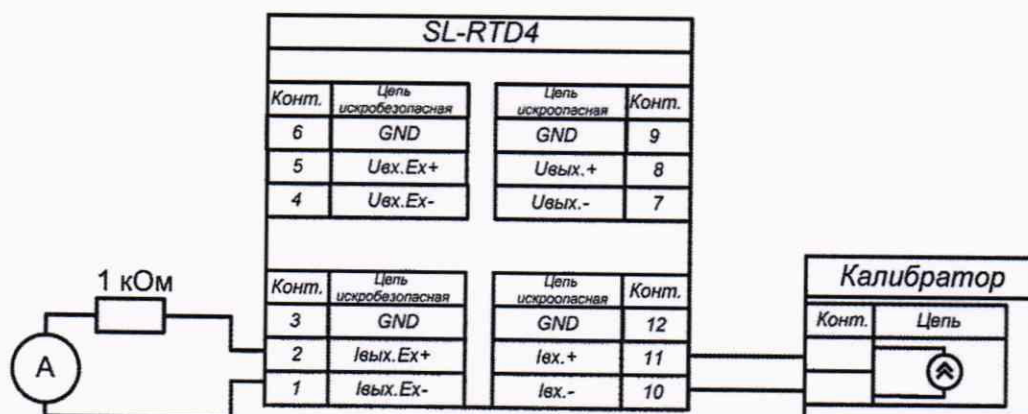 SL-RTD4
Конт. Цепь искробезопасная
6 GND
5 Uвх.Ex+
4 Uвх.Ex-
Цепь искроопасная Конт.
GND 9
Uвых.+ 8
Uвых.- 7
1 кОм
A
Конт. Цепь искробезопасная
3 GND
2 Iвых.Ex+
1 Iвых.Ex-
Цепь искроопасная Конт.
GND 12
Iвх.+ 11
Iвх.- 10
Калибратор
Конт. Цепь